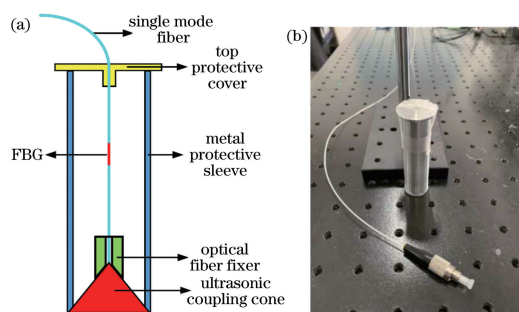 (a)
single mode
fiber
top
protective
cover
FBG
metal
protective
sleeve
optical
fiber fixer
ultrasonic
coupling cone
(b)